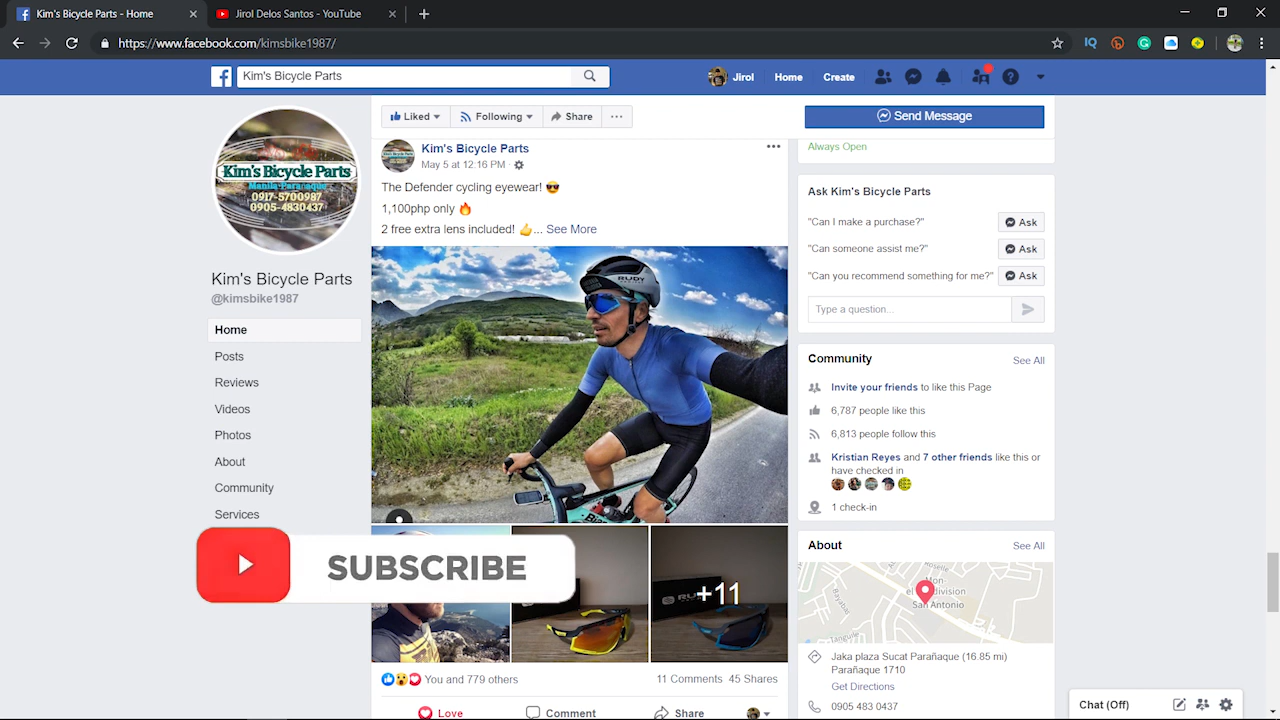 Kim's Bicycle Parts - Home
Jirol Delos Santos - YouTube
https://www.facebook.com/kimsbike1987/
IQ
Kim's Bicycle Parts
Jirol
Home
Create
Kim's Bicycle Parts
Manila-Paranaque
0917-5700987
0905-4830437
Kim's Bicycle Parts
@kimsbike1987
Home
Posts
Reviews
Videos
Photos
About
Community
Services
Liked
Following
Share
Send Message
Kim's Bicycle Parts
May 5 at 12:16 PM
The Defender cycling eyewear! 😎
1,100php only 🔥
2 free extra lens included! 👍... See More
RUDY
+11
SUBSCRIBE
You and 779 others
11 Comments 45 Shares
Love
Comment
Share
Always Open
Ask Kim's Bicycle Parts
"Can I make a purchase?"
Ask
"Can someone assist me?"
Ask
"Can you recommend something for me?"
Ask
Type a question...
Community
See All
Invite your friends to like this Page
6,787 people like this
6,813 people follow this
Kristian Reyes and 7 other friends like this or
have checked in
1 check-in
About
See All
San Antonio
Jaka plaza Sucat Parañaque (16.85 mi)
Parañaque 1710
Get Directions
0905 483 0437
Chat (Off)